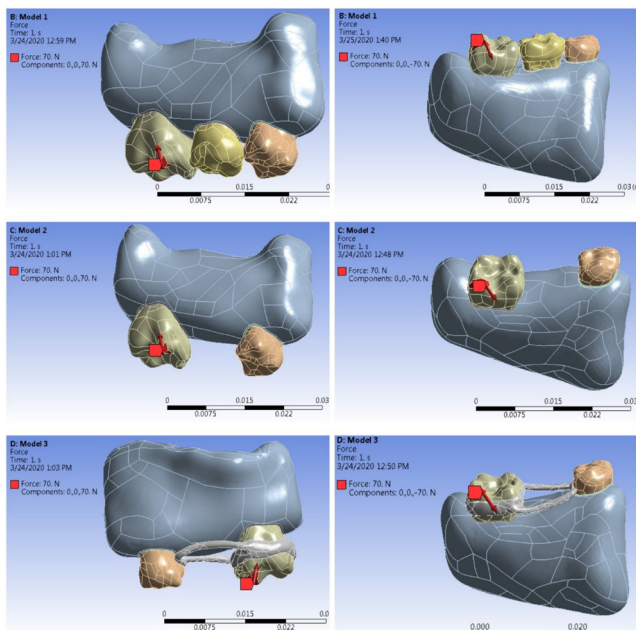 B: Model 1
Force
Time: 1. s
3/24/2020 12:59 PM
Force: 70. N
Components: 0.,0.,70. N
0
0.015
0.0075
0.022
B: Model 1
Force
Time: 1. s
3/25/2020 1:40 PM
Force: 70. N
Components: 0.,0.,-70. N
0
0.015
0.03 (
0.0075
0.022
C: Model 2
Force
Time: 1. s
3/24/2020 1:01 PM
Force: 70. N
Components: 0.,0.,70. N
0
0.015
0.03
0.0075
0.022
C: Model 2
Force
Time: 1. s
3/24/2020 12:48 PM
Force: 70. N
Components: 0.,0.,-70. N
0
0.015
0.03
0.0075
0.022
D: Model 3
Force
Time: 1. s
3/24/2020 1:03 PM
Force: 70. N
Components: 0.,0.,70. N
0
0.015
0.0
0.0075
0.022
D: Model 3
Force
Time: 1. s
3/24/2020 12:50 PM
Force: 70. N
Components: 0.,0.,-70. N
0.000
0.020